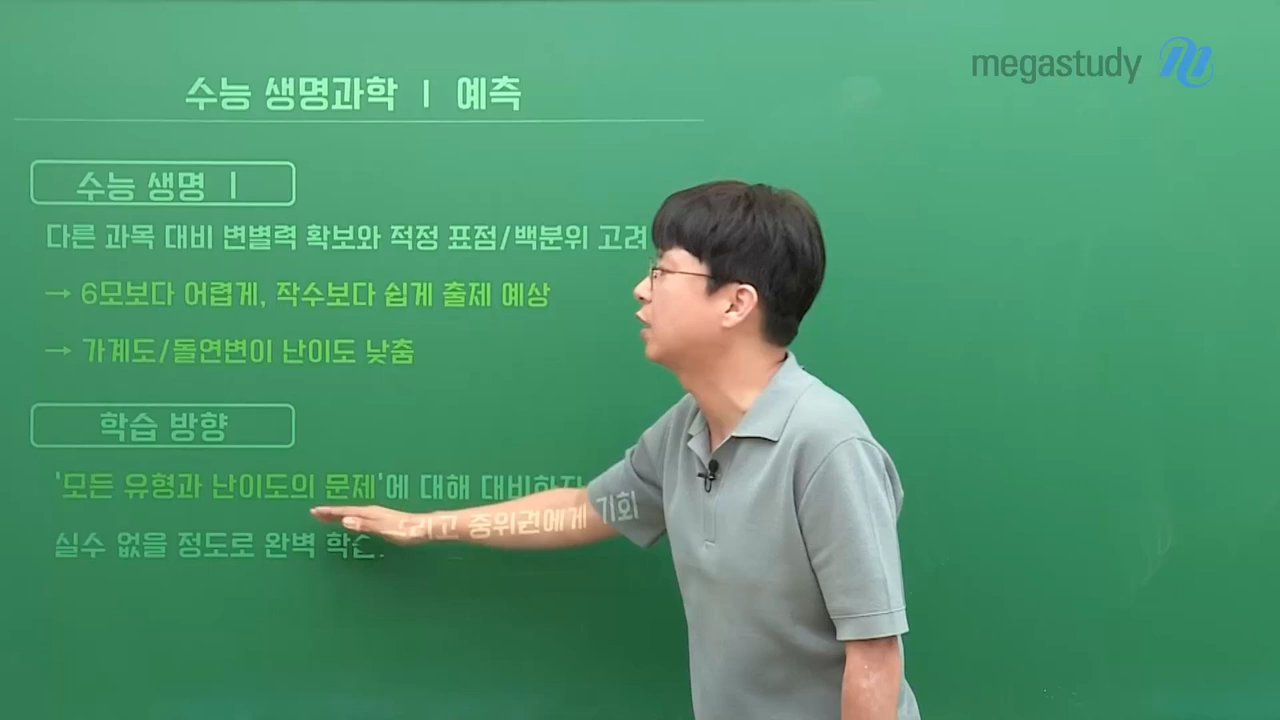 megastudy
수능 생명과학 Ⅰ 예측
수능 생명 Ⅰ
다른 과목 대비 변별력 확보와 적정 표점/백분위 고려
→ 6모보다 어렵게, 작수보다 쉽게 출제 예상
→ 가계도/돌연변이 난이도 낮춤
학습 방향
'모든 유형과 난이도의 문제'에 대해 대비하자
실수 없을 정도로 완벽 학습. 그리고 중위권에게 기회